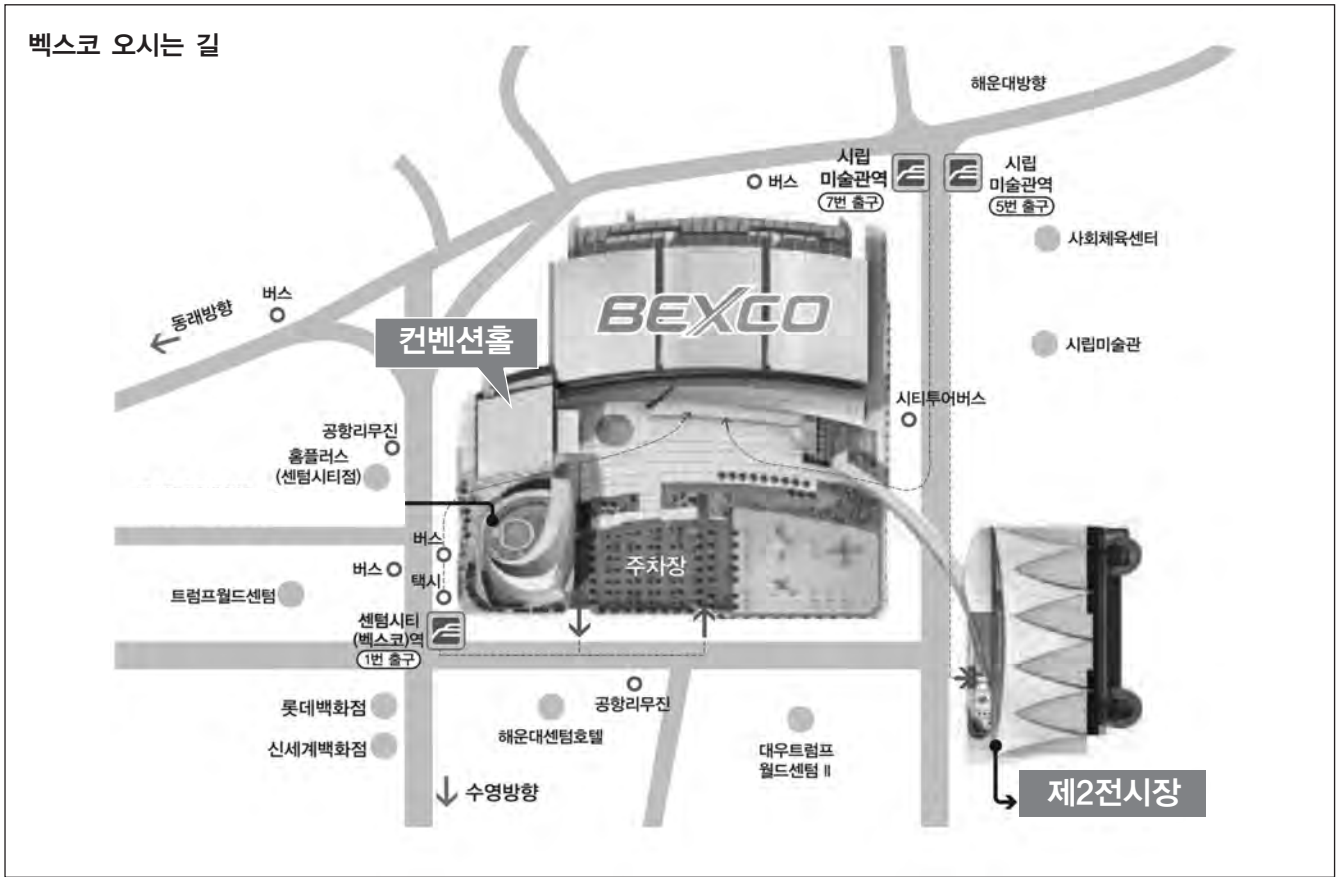 벡스코 오시는 길
해운대방향
시립
미술관역
7번 출구
시립
미술관역
5번 출구
버스
사회체육센터
BEXCO
버스
동래방향
컨벤션홀
시립미술관
시티투어버스
공항리무진
홈플러스
(센텀시티점)
버스
버스
택시
주차장
트럼프월드센텀
센텀시티
(벡스코)역
1번 출구
롯데백화점
공항리무진
해운대센텀호텔
신세계백화점
대우트럼프
월드센텀 II
수영방향
제2전시장